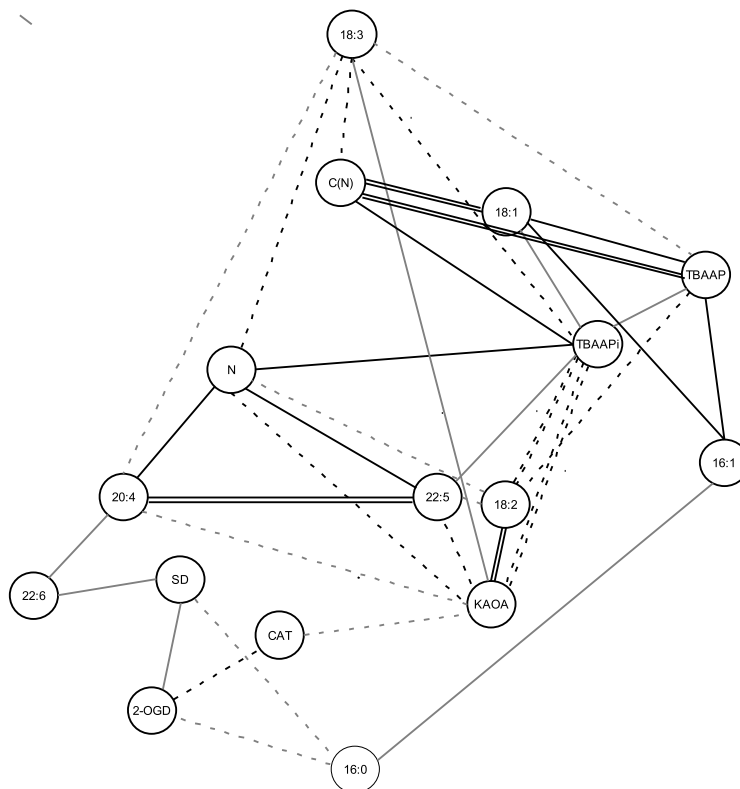 18:3
C(N)
18:1
TBAAP
TBAAPi
N
16:1
20:4
22:5
18:2
SD
22:6
KAOA
CAT
2-OGD
16:0